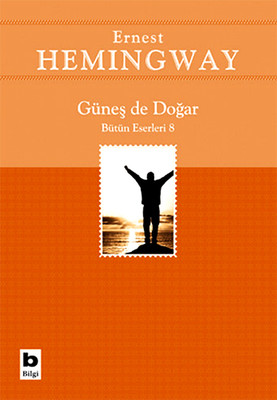 Ernest
HEMINGWAY
Güneş de Doğar
Bütün Eserleri 8
b
Bilgi